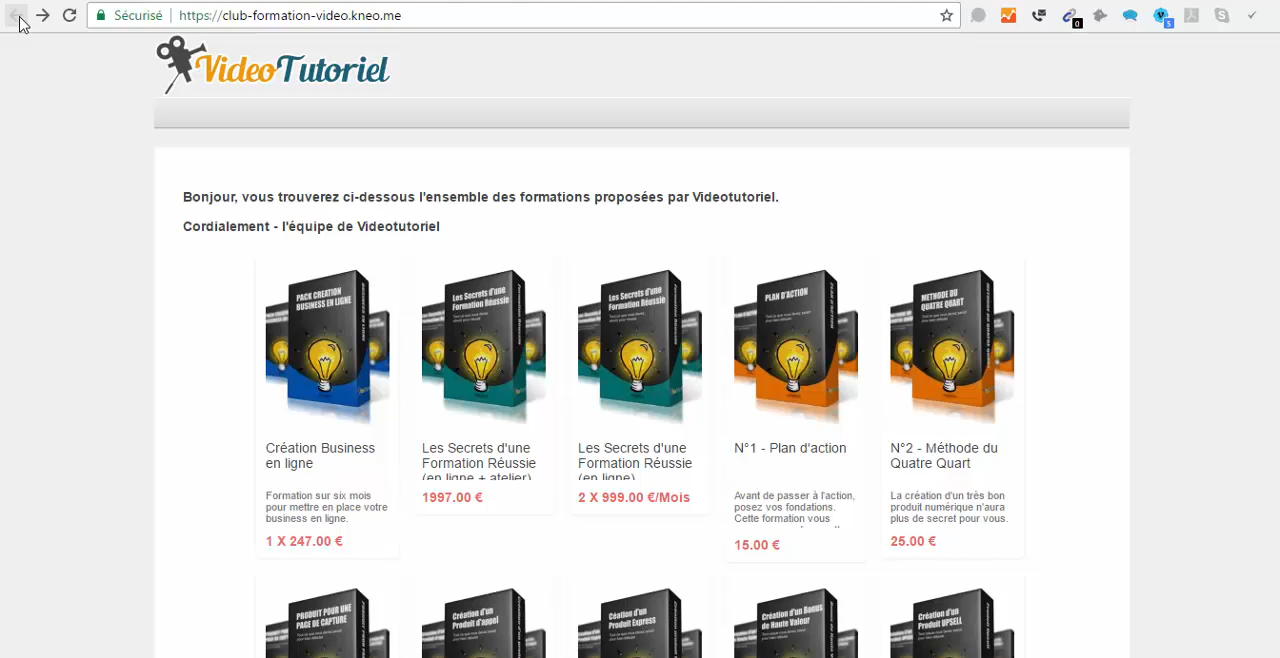 Sécurisé
https://club-formation-video.kneo.me
0
5
VideoTutoriel
Bonjour, vous trouverez ci-dessous l'ensemble des formations proposées par Videotutoriel.
Cordialement - l'équipe de Videotutoriel
PACK CREATION
BUSINESS EN LIGNE
Les Secrets d'une
Formation Réussie
Les Secrets d'une
Formation Réussie
PLAN D'ACTION
METHODE DU
QUATRE QUART
Création Business
en ligne
Formation sur six mois
pour mettre en place votre
business en ligne.
1 X 247.00 €
Les Secrets d'une
Formation Réussie
(en ligne + atelier)
1997.00 €
Les Secrets d'une
Formation Réussie
(en ligne)
2 X 999.00 €/Mois
N°1 - Plan d'action
Avant de passer à l'action,
posez vos fondations.
Cette formation vous
15.00 €
N°2 - Méthode du
Quatre Quart
La création d'un très bon
produit numérique n'aura
plus de secret pour vous.
25.00 €
PRODUIT POUR UNE
PAGE DE CAPTURE
Création d'un
Produit d'appel
Création d'un
Produit Express
Création d'un Bonus
de Haute Valeur
Création d'un
Produit UPSELL